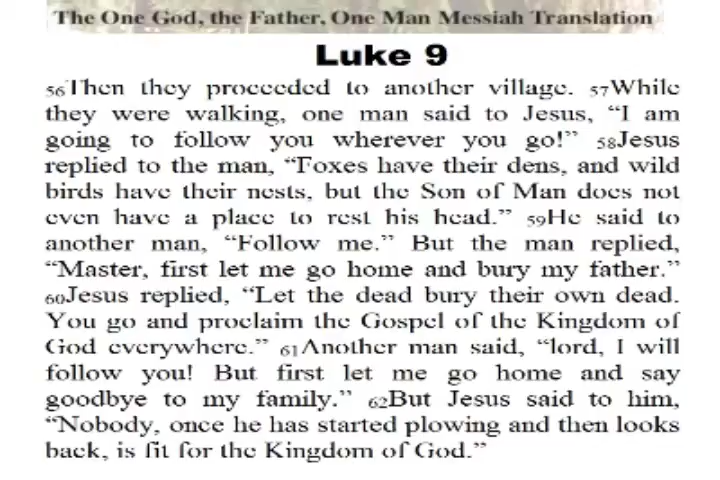 The One God, the Father, One Man Messiah Translation
Luke 9
56Then they proceeded to another village. 57While
they were walking, one man said to Jesus, “I am
going to follow you wherever you go!” 58Jesus
replied to the man, “Foxes have their dens, and wild
birds have their nests, but the Son of Man does not
even have a place to rest his head.” 59He said to
another man, “Follow me.” But the man replied,
“Master, first let me go home and bury my father.”
60Jesus replied, “Let the dead bury their own dead.
You go and proclaim the Gospel of the Kingdom of
God everywhere.” 61Another man said, “lord, I will
follow you! But first let me go home and say
goodbye to my family.” 62But Jesus said to him,
“Nobody, once he has started plowing and then looks
back, is fit for the Kingdom of God.”